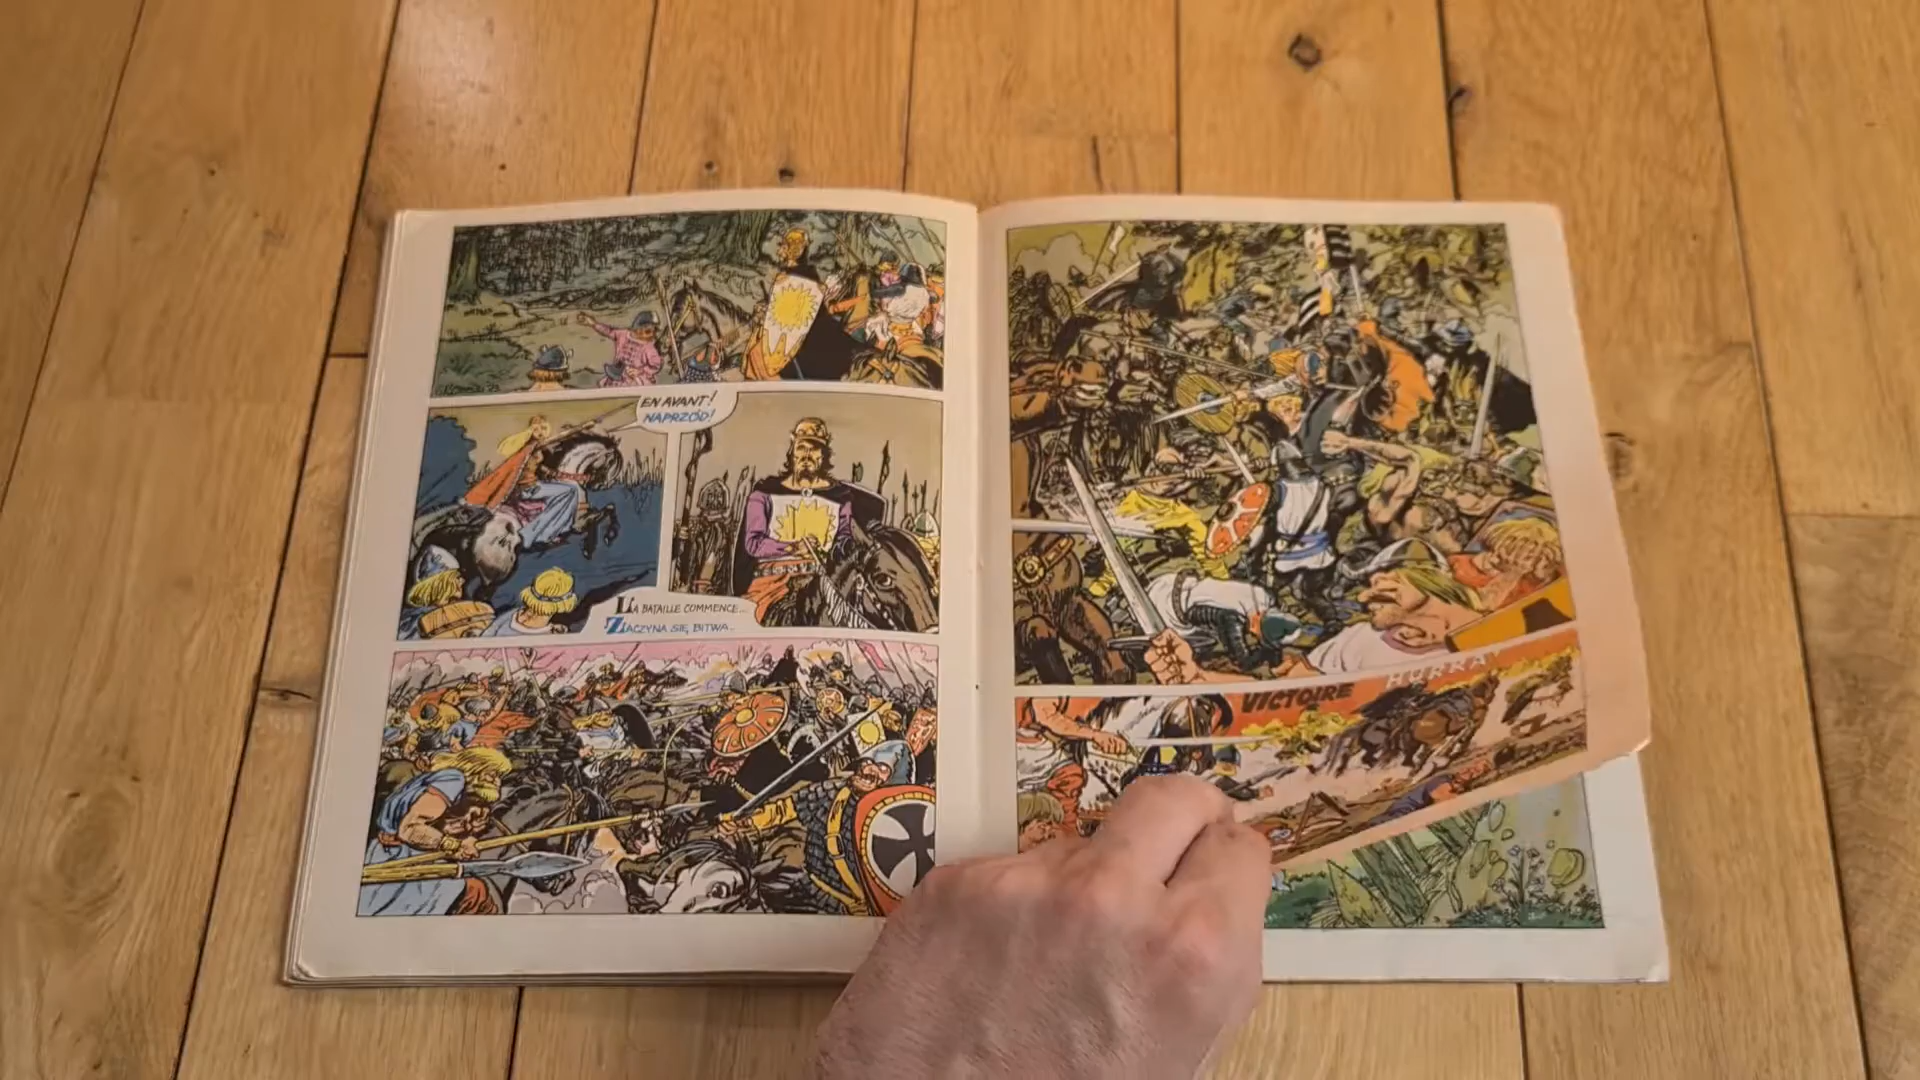 EN AVANT!
NAPRZÓD!
LA BATAILLE COMMENCE...
ZACZYNA SIĘ BITWA...
VICTOIRE HURRA